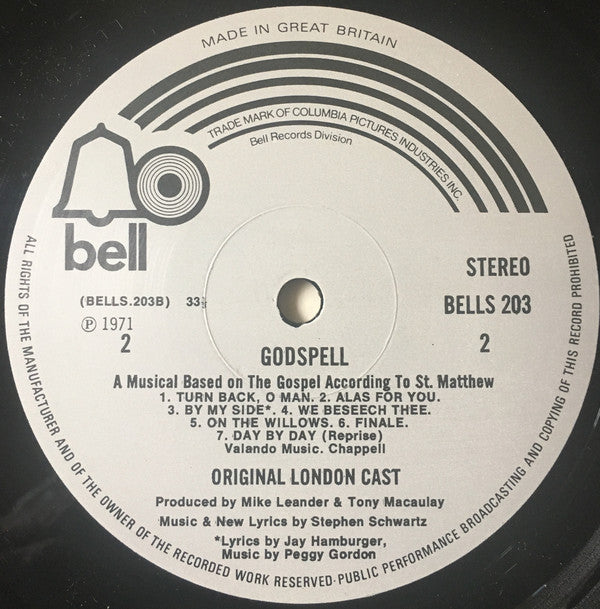 MADE IN GREAT BRITAIN
TRADE MARK OF COLUMBIA PICTURES INDUSTRIES INC.
Bell Records Division
bell
STEREO
(BELLS.203B) 33⅓
BELLS 203
℗ 1971
2
2
GODSPELL
A Musical Based on The Gospel According To St. Matthew
1. TURN BACK, O MAN. 2. ALAS FOR YOU.
3. BY MY SIDE*. 4. WE BESEECH THEE.
5. ON THE WILLOWS. 6. FINALE.
7. DAY BY DAY (Reprise)
Valando Music. Chappell
ORIGINAL LONDON CAST
Produced by Mike Leander & Tony Macaulay
Music & New Lyrics by Stephen Schwartz
*Lyrics by Jay Hamburger,
Music by Peggy Gordon
ALL RIGHTS OF THE MANUFACTURER AND OF THE OWNER OF THE RECORDED WORK RESERVED·PUBLIC PERFORMANCE BROADCASTING AND COPYING OF THIS RECORD PROHIBITED